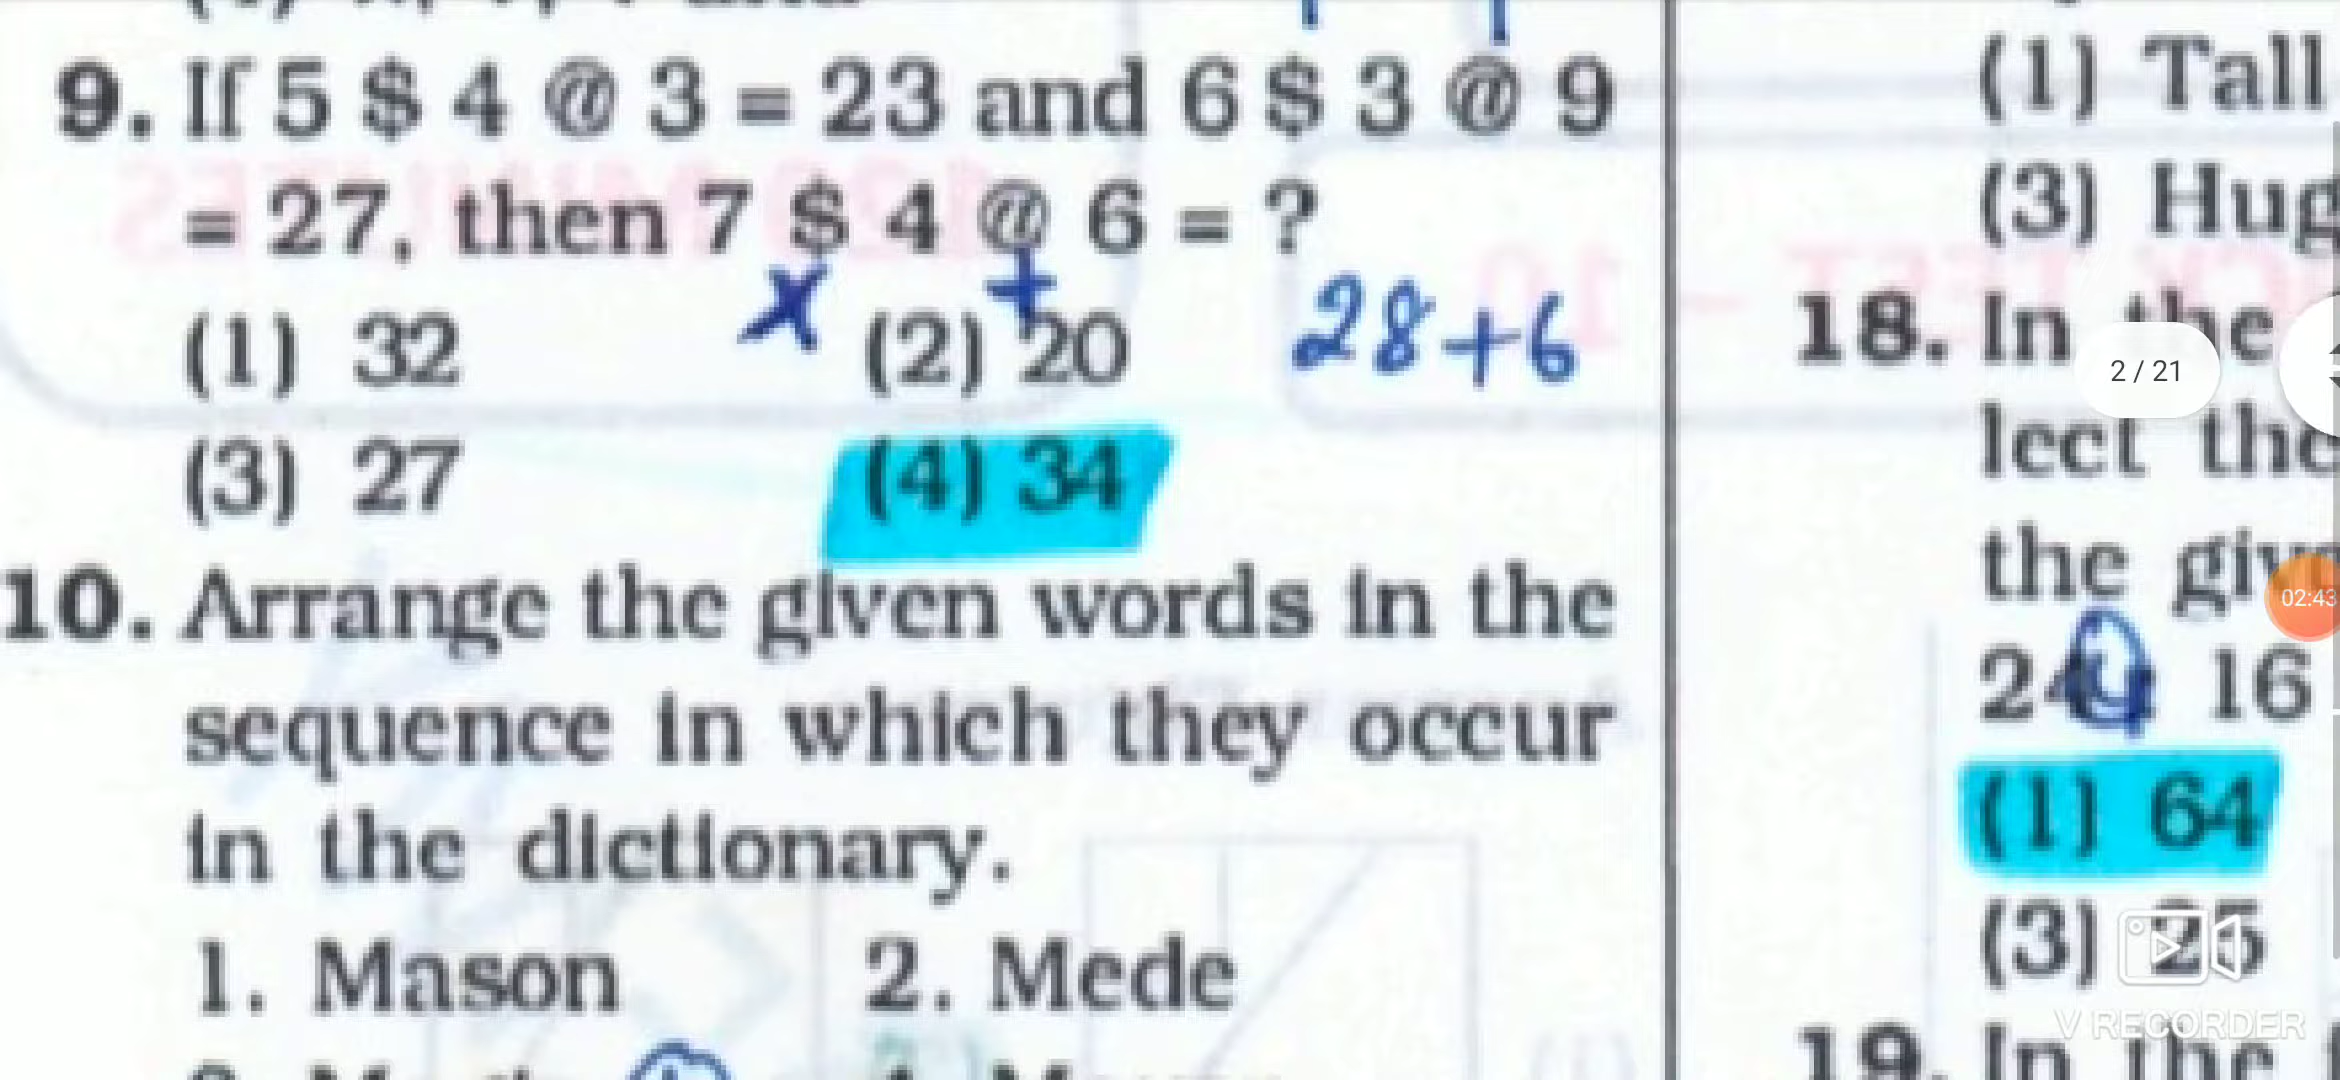 9. If 5 $ 4 @ 3 = 23 and 6 $ 3 @ 9
= 27, then 7 $ 4 @ 6 = ?
x +
(1) 32 (2) 20
28+6
(3) 27 (4) 34
10. Arrange the given words in the
sequence in which they occur
in the dictionary.
1. Mason 2. Mede
(1) Tall
(3) Hug
18. In the
2 / 21
lect the
the give
02:43
24 16
(1) 64
(3) 25
V RECORDER
19. In the